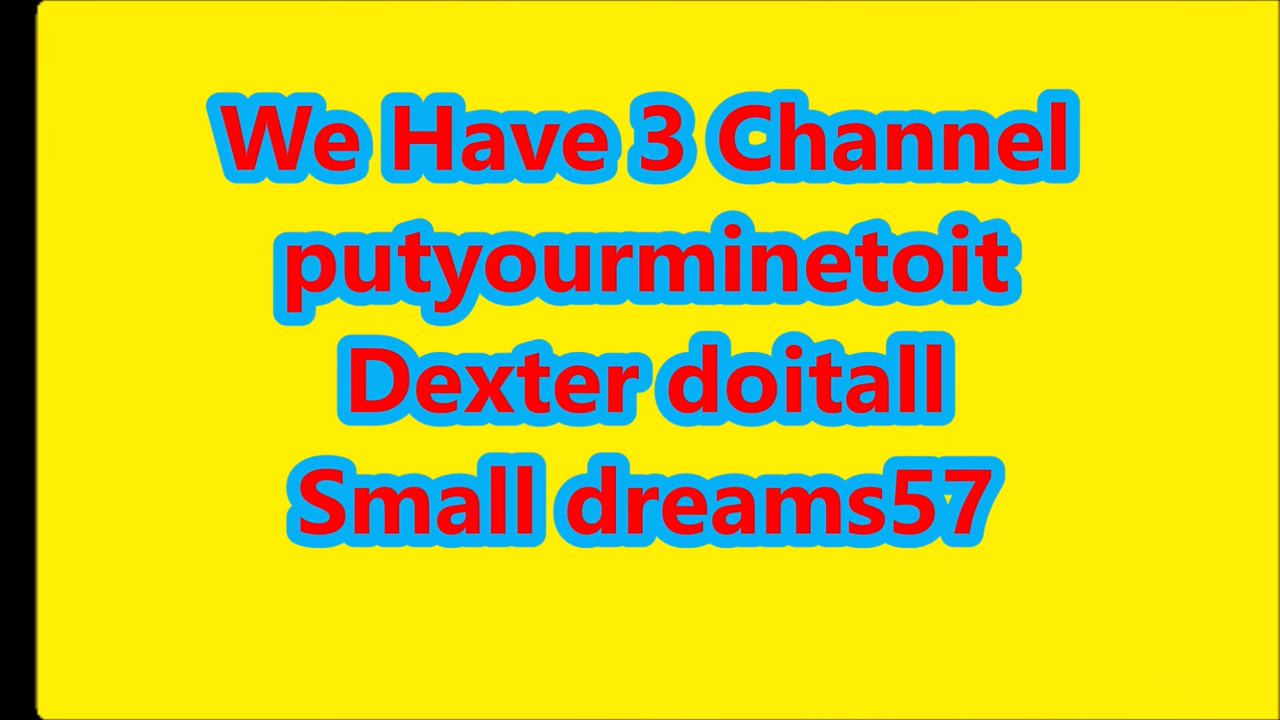 We Have 3 Channel
putyourminetoit
Dexter doitall
Small dreams57